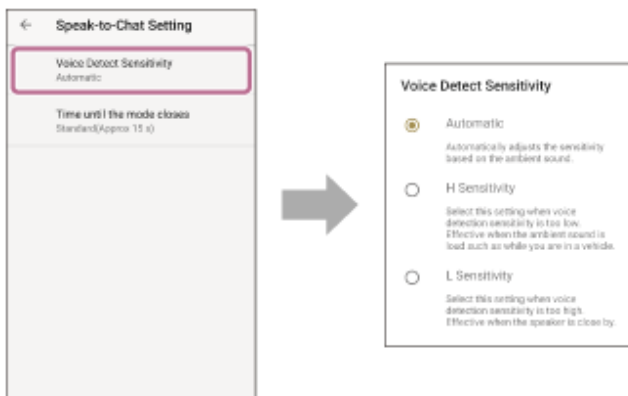 Speak-to-Chat Setting
Voice Detect Sensitivity
Automatic
Time until the mode closes
Standard(Approx 15 s)
Voice Detect Sensitivity
Automatic
Automatically adjusts the sensitivity
based on the ambient sound.
H Sensitivity
Select this setting when voice
detection sensitivity is too low.
Effective when the ambient sound is
loud such as while you are in a vehicle.
L Sensitivity
Select this setting when voice
detection sensitivity is too high.
Effective when the speaker is close by.